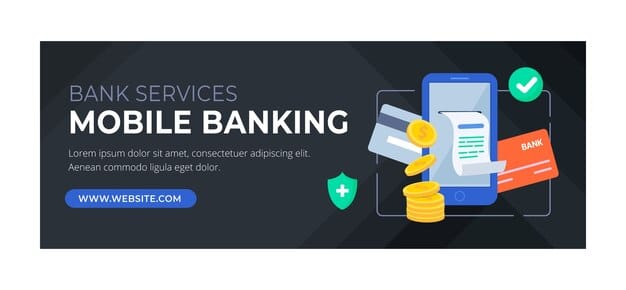 BANK SERVICES
MOBILE BANKING
Lorem ipsum dolor sit amet, consectetuer adipiscing elit.
Aenean commodo ligula eget dolor.
WWW.WEBSITE.COM
$
BANK